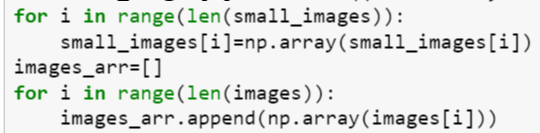 for i in range(len(small_images)):
    small_images[i]=np.array(small_images[i])
images_arr=[]
for i in range(len(images)):
    images_arr.append(np.array(images[i]))